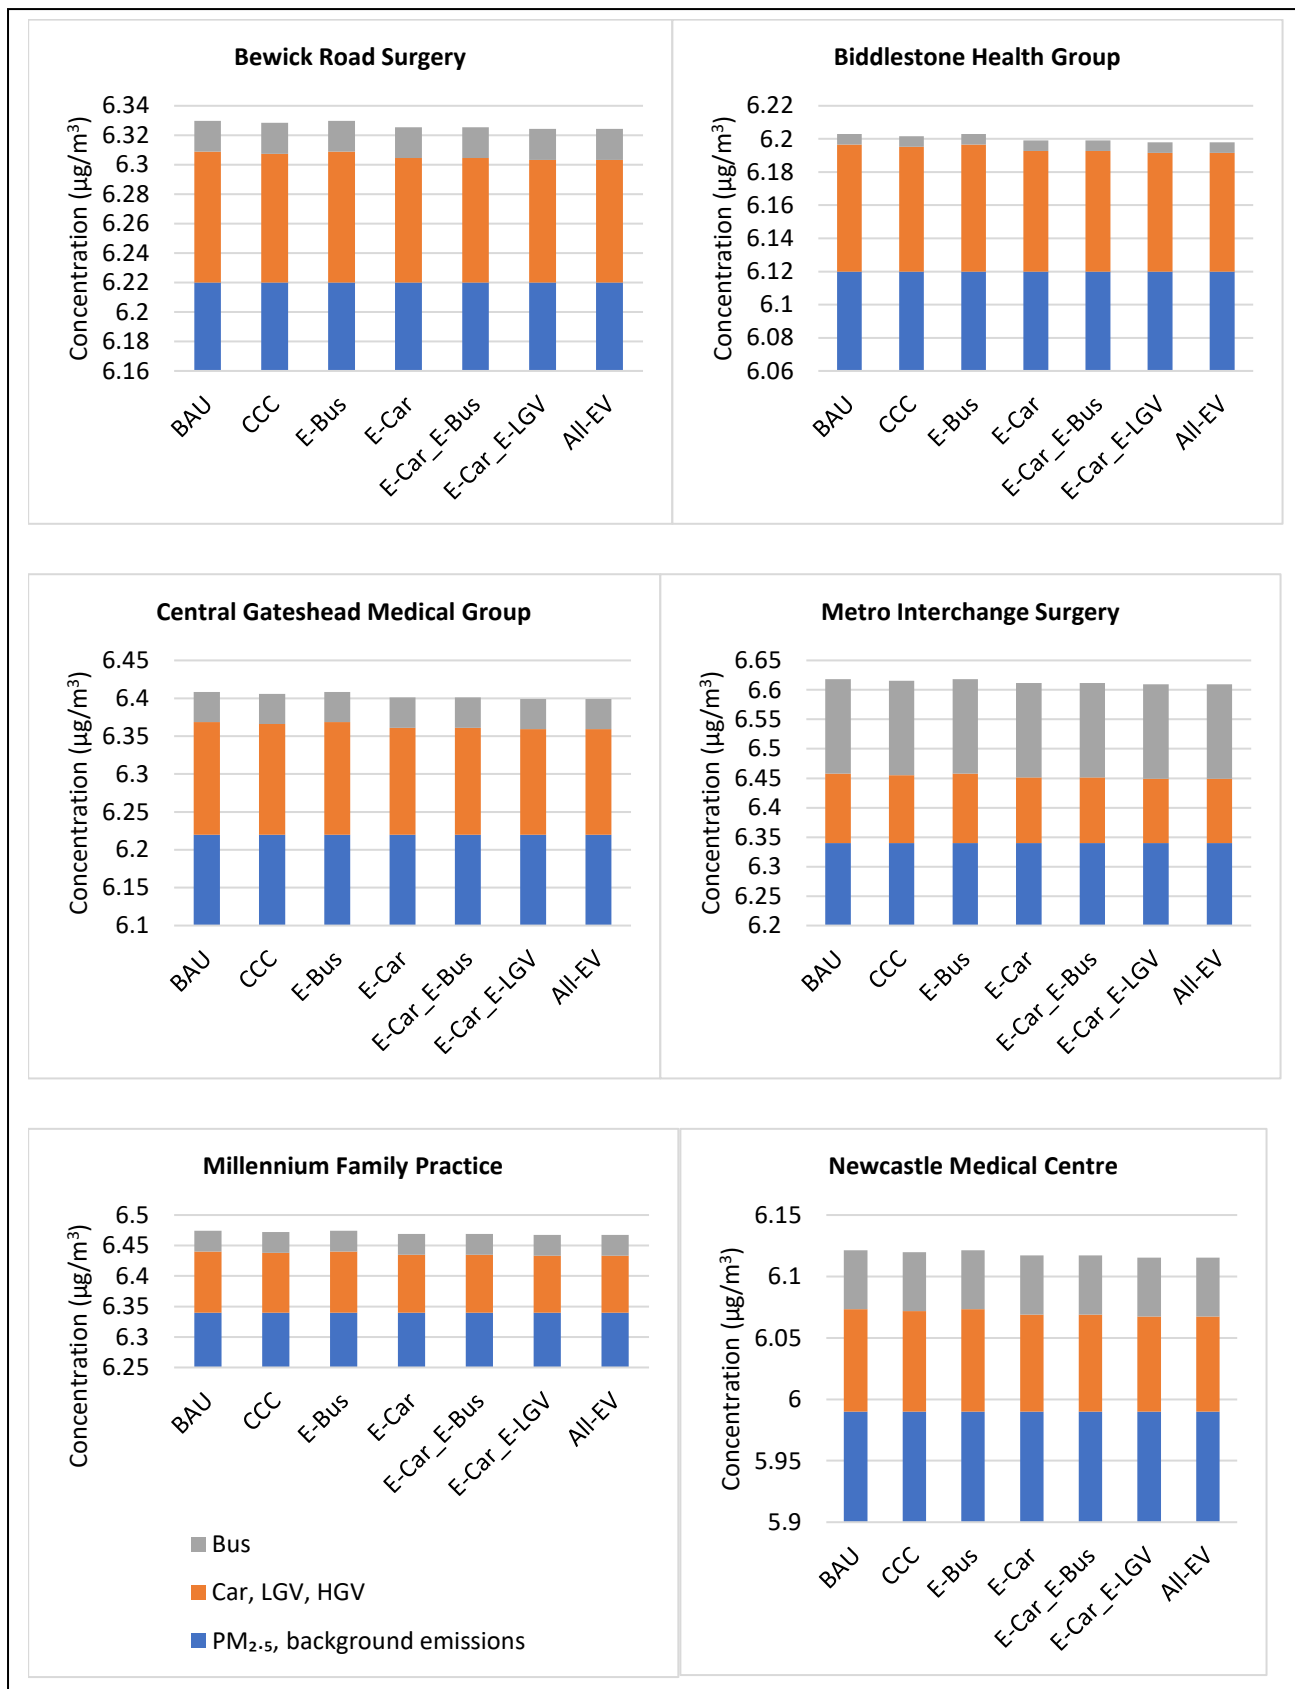 Bewick Road Surgery
Concentration (µg/m³)
6.34
6.32
6.3
6.28
6.26
6.24
6.22
6.2
6.18
6.16
BAU
CCC
E-Bus
E-Car
E-Car_E-Bus
E-Car_E-LGV
All-EV
Biddlestone Health Group
Concentration (µg/m³)
6.22
6.2
6.18
6.16
6.14
6.12
6.1
6.08
6.06
BAU
CCC
E-Bus
E-Car
E-Car_E-Bus
E-Car_E-LGV
All-EV
Central Gateshead Medical Group
Concentration (µg/m³)
6.45
6.4
6.35
6.3
6.25
6.2
6.15
6.1
BAU
CCC
E-Bus
E-Car
E-Car_E-Bus
E-Car_E-LGV
All-EV
Metro Interchange Surgery
Concentration (µg/m³)
6.65
6.6
6.55
6.5
6.45
6.4
6.35
6.3
6.25
6.2
BAU
CCC
E-Bus
E-Car
E-Car_E-Bus
E-Car_E-LGV
All-EV
Millennium Family Practice
Concentration (µg/m³)
6.5
6.45
6.4
6.35
6.3
6.25
BAU
CCC
E-Bus
E-Car
E-Car_E-Bus
E-Car_E-LGV
All-EV
Bus
Car, LGV, HGV
PM₂.₅, background emissions
Newcastle Medical Centre
Concentration (µg/m³)
6.15
6.1
6.05
6
5.95
5.9
BAU
CCC
E-Bus
E-Car
E-Car_E-Bus
E-Car_E-LGV
All-EV